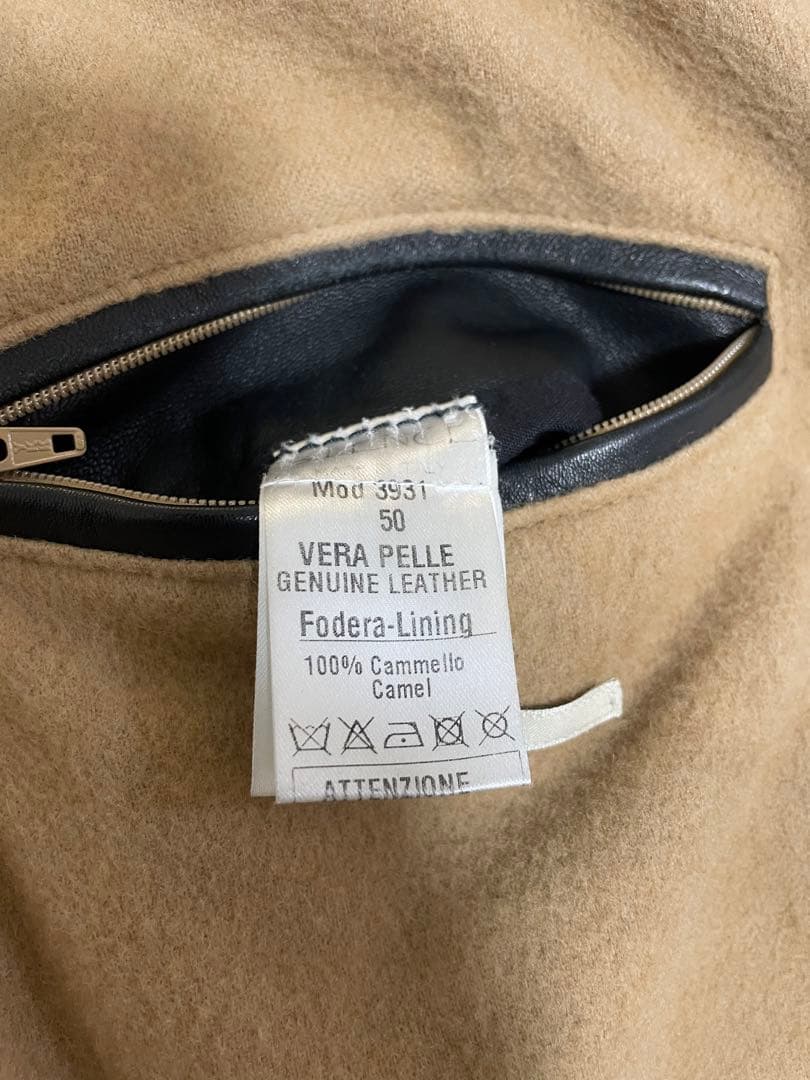 Mod 3931
50
VERA PELLE
GENUINE LEATHER
Fodera-Lining
100% Cammello
Camel
ATTENZIONE